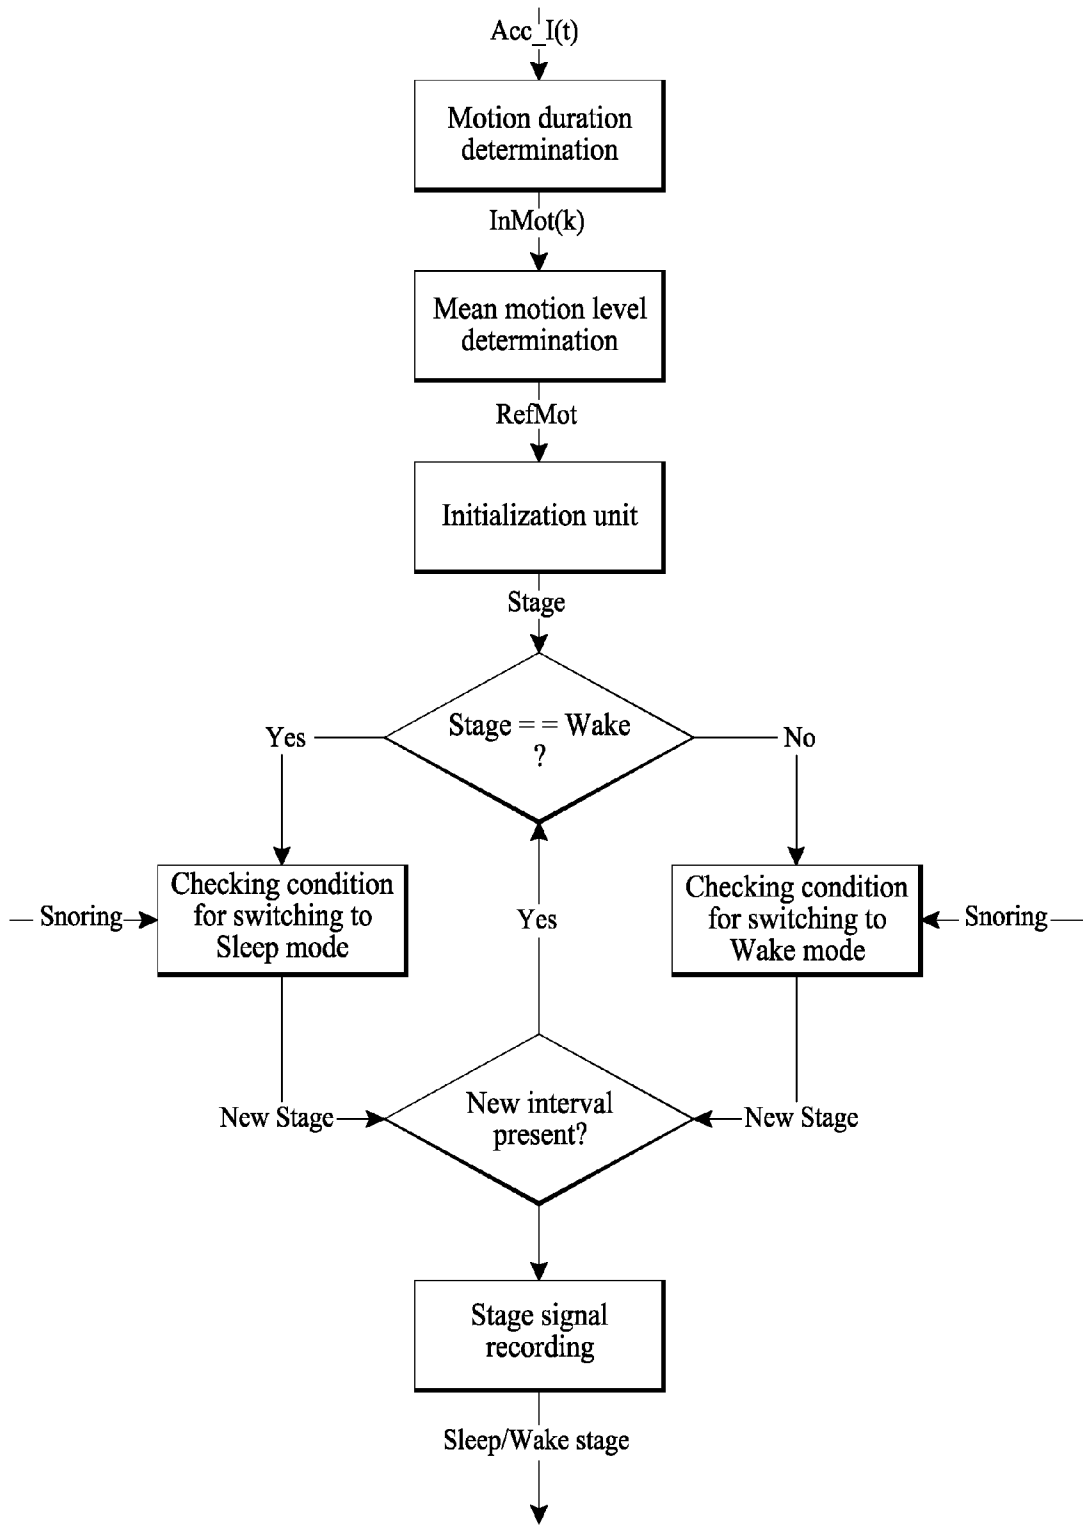 Acc_I(t)
Motion duration
determination
InMot(k)
Mean motion level
determination
RefMot
Initialization unit
Stage
Stage = = Wake
?
Yes
No
Checking condition
for switching to
Sleep mode
Snoring
Yes
Checking condition
for switching to
Wake mode
Snoring
New Stage
New interval
present?
New Stage
Stage signal
recording
Sleep/Wake stage